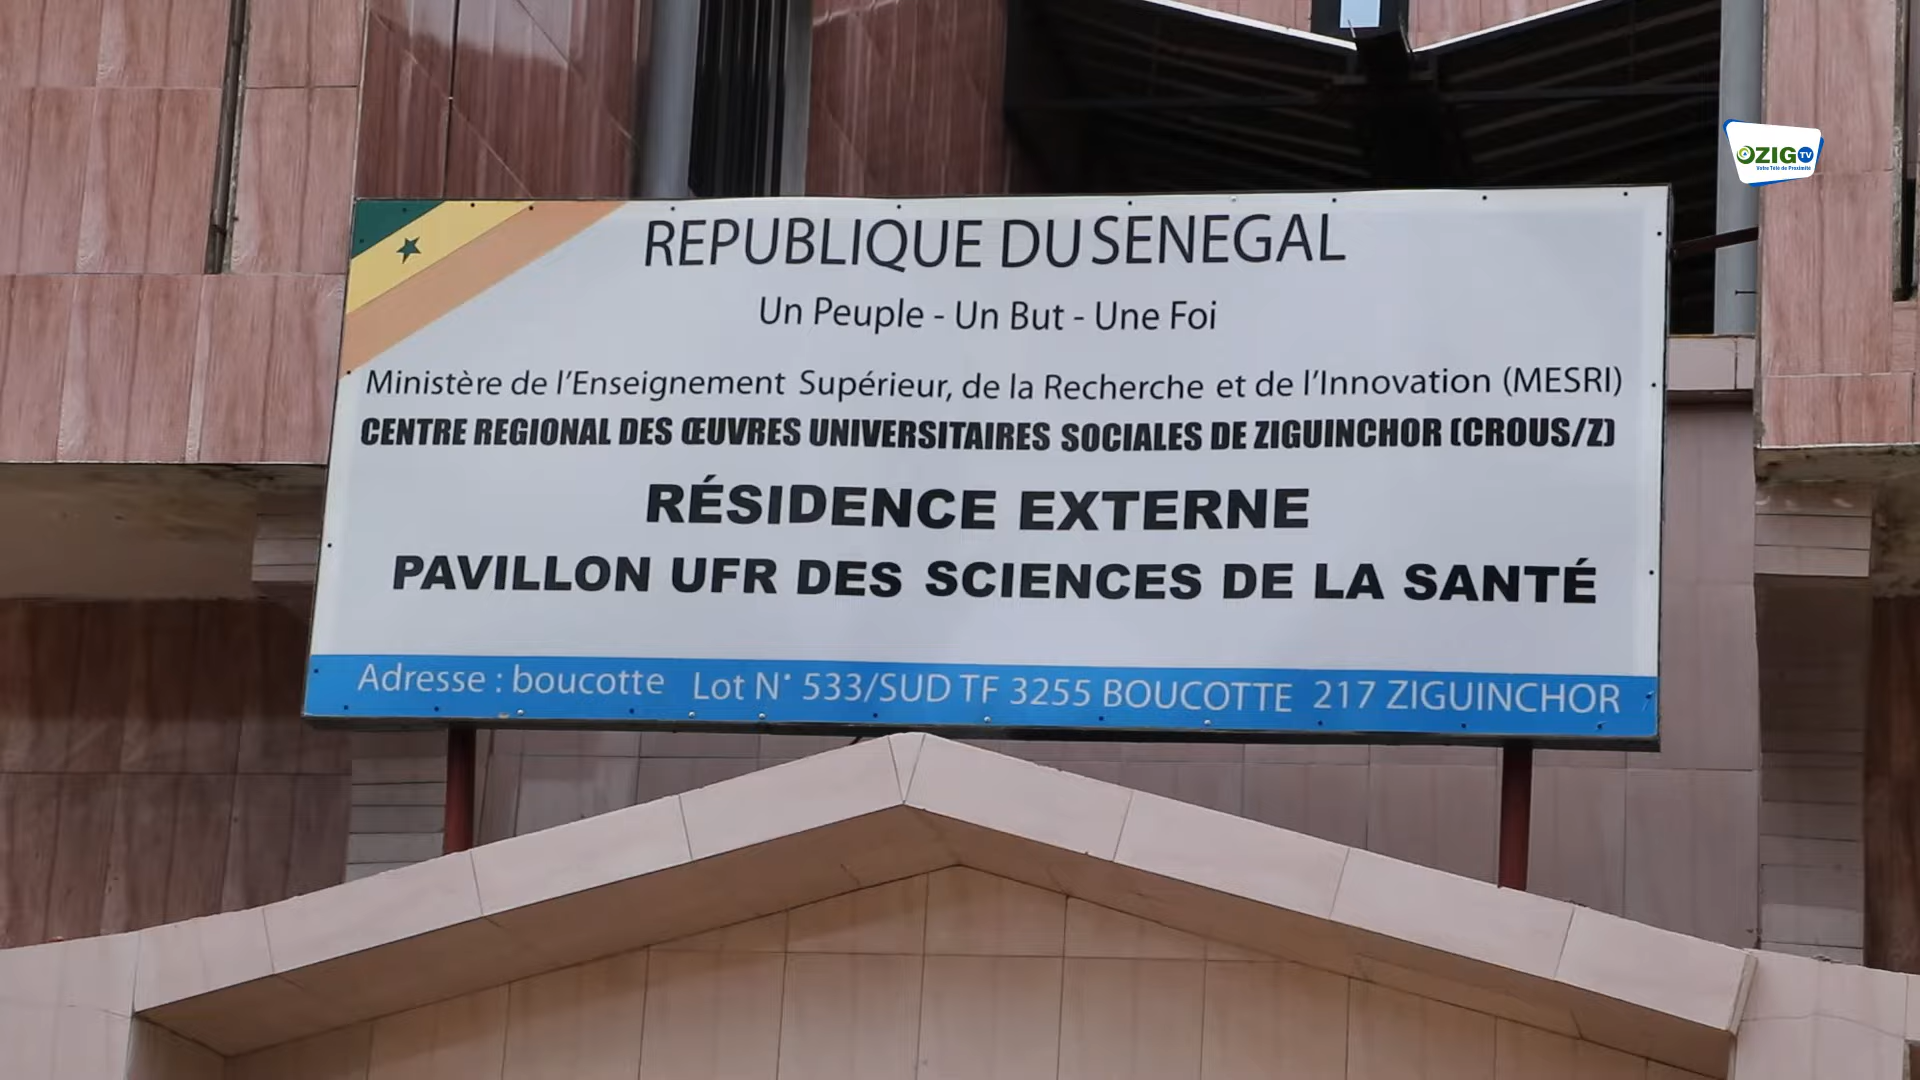 OZIG TV
Votre Télé de Proximité
REPUBLIQUE DU SENEGAL
Un Peuple - Un But - Une Foi
Ministère de l'Enseignement Supérieur, de la Recherche et de l'Innovation (MESRI)
CENTRE REGIONAL DES ŒUVRES UNIVERSITAIRES SOCIALES DE ZIGUINCHOR (CROUS/Z)
RÉSIDENCE EXTERNE
PAVILLON UFR DES SCIENCES DE LA SANTÉ
Adresse : boucotte Lot N° 533/SUD TF 3255 BOUCOTTE 217 ZIGUINCHOR